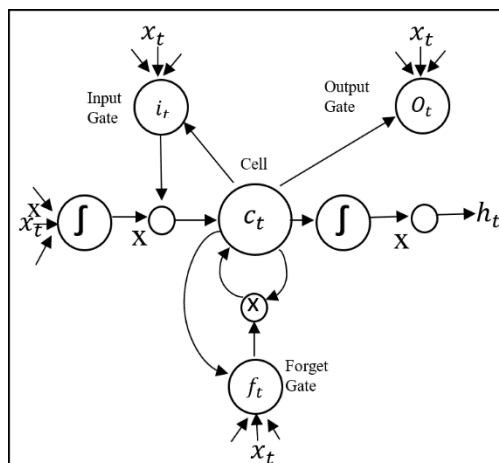 x_t
x_t
Input
Gate
i_t
Output
Gate
O_t
Cell
X
x_t
∫
X
c_t
∫
X
h_t
X
Forget
Gate
f_t
x_t